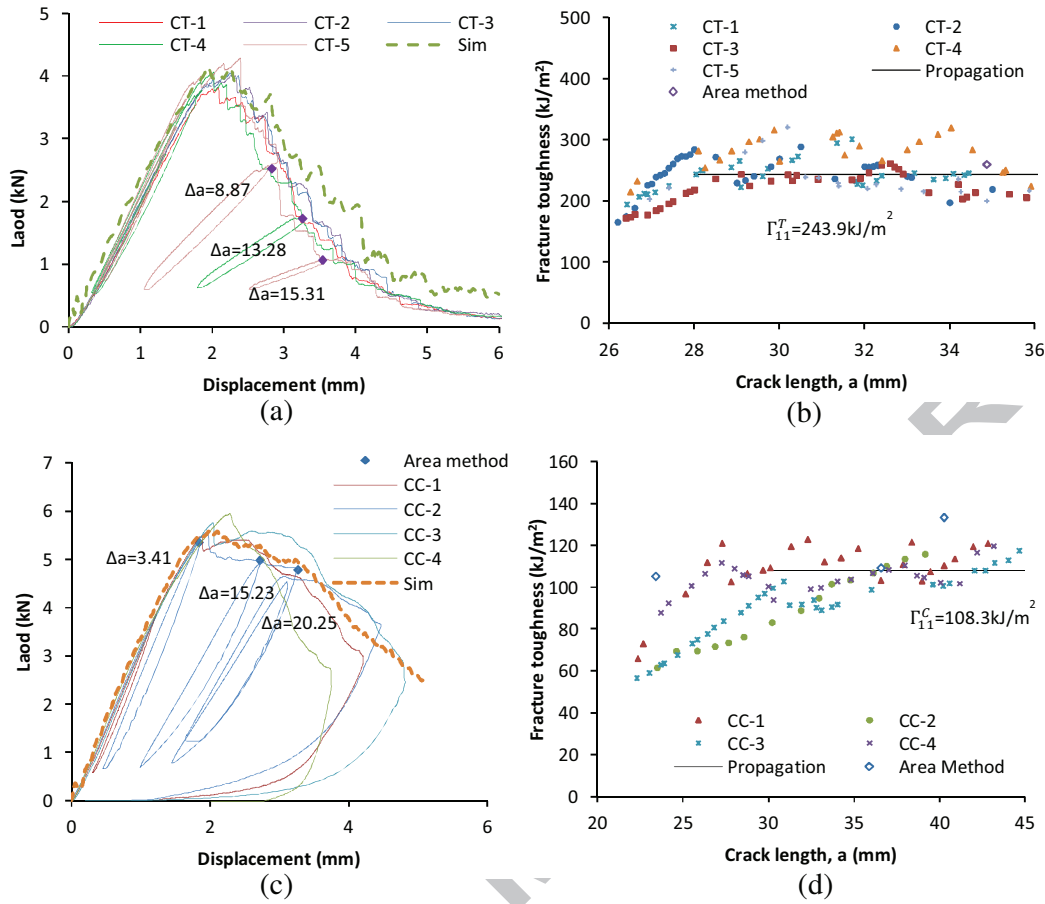 CT-1 CT-2 CT-3
CT-4 CT-5 Sim
5
4
3
2
1
0
0 1 2 3 4 5 6
Laod (kN)
Displacement (mm)
Δa=8.87
Δa=13.28
Δa=15.31
(a)
CT-1 CT-2
CT-3 CT-4
CT-5 Propagation
Area method
500
400
300
200
100
0
26 28 30 32 34 36
Fracture toughness (kJ/m²)
Crack length, a (mm)
Γ₁₁ᵀ=243.9kJ/m²
(b)
Area method
CC-1
CC-2
CC-3
CC-4
Sim
7
6
5
4
3
2
1
0
0 2 4 6
Laod (kN)
Displacement (mm)
Δa=3.41
Δa=15.23
Δa=20.25
(c)
160
140
120
100
80
60
40
20
0
20 25 30 35 40 45
Fracture toughness (kJ/m²)
Crack length, a (mm)
Γ₁₁ᶜ=108.3kJ/m²
CC-1 CC-2
CC-3 CC-4
Propagation Area Method
(d)